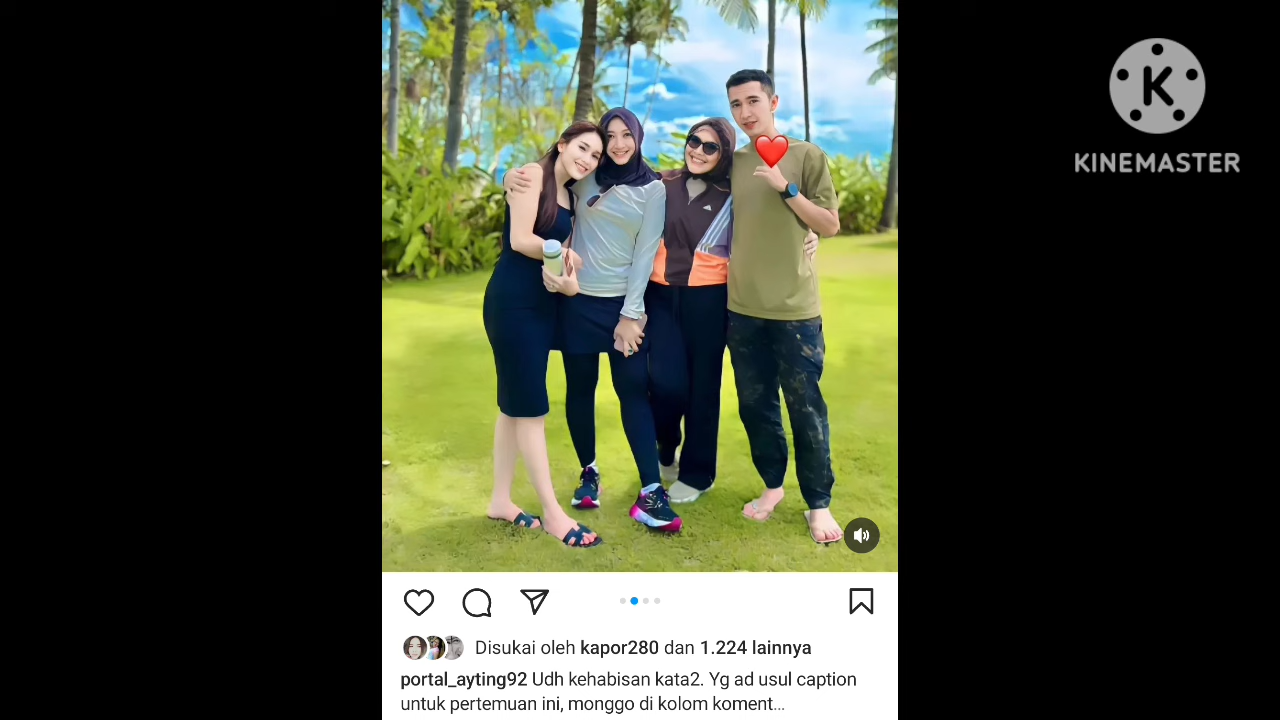 K
KINEMASTER
Disukai oleh kapor280 dan 1.224 lainnya
portal_ayting92 Udh kehabisan kata2. Yg ad usul caption
untuk pertemuan ini, monggo di kolom koment...